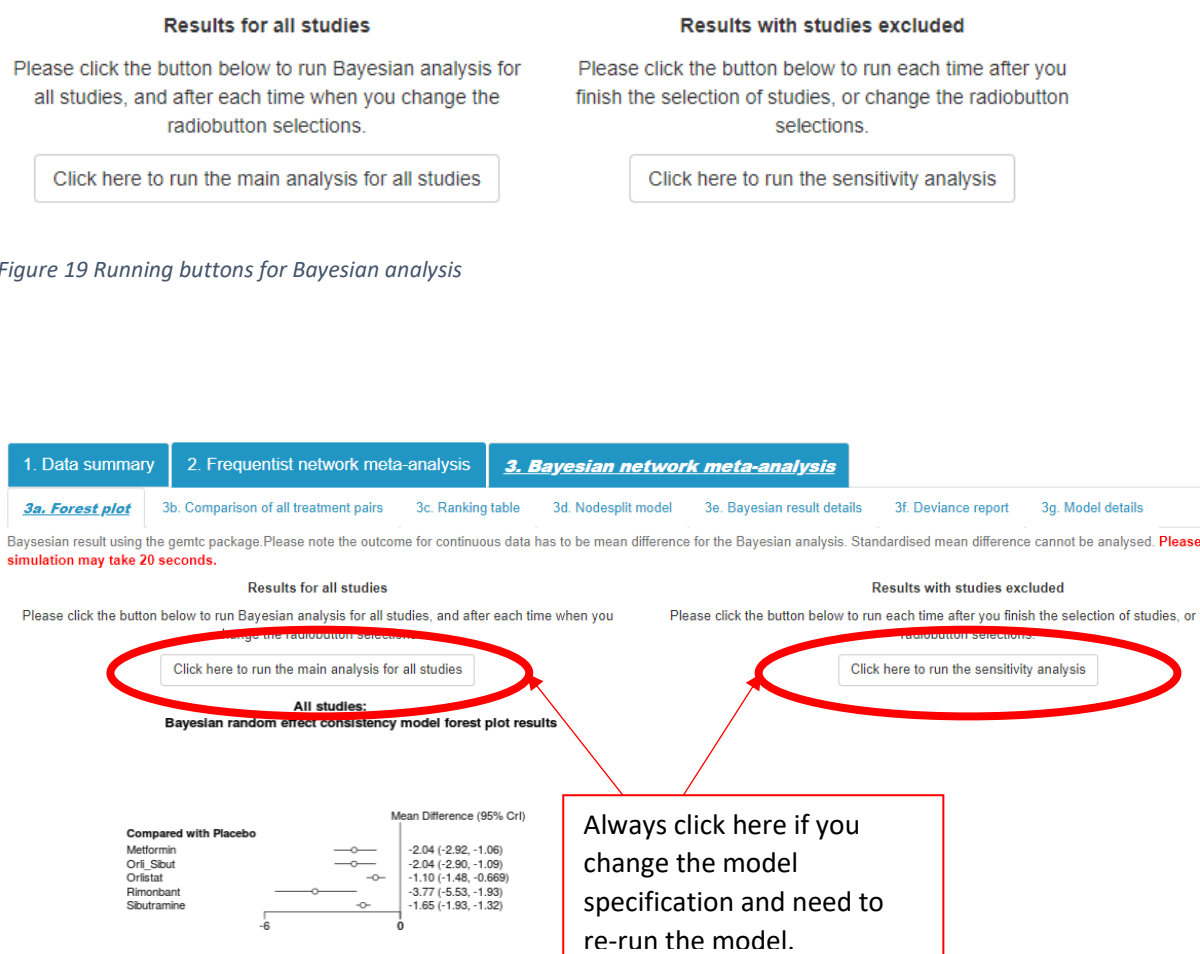 Results for all studies
Please click the button below to run Bayesian analysis for
all studies, and after each time when you change the
radiobutton selections.
Click here to run the main analysis for all studies
Results with studies excluded
Please click the button below to run each time after you
finish the selection of studies, or change the radiobutton
selections.
Click here to run the sensitivity analysis
Figure 19 Running buttons for Bayesian analysis
1. Data summary
2. Frequentist network meta-analysis
3. Bayesian network meta-analysis
3a. Forest plot
3b. Comparison of all treatment pairs
3c. Ranking table
3d. Nodesplit model
3e. Bayesian result details
3f. Deviance report
3g. Model details
Baysesian result using the gemtc package.Please note the outcome for continuous data has to be mean difference for the Bayesian analysis. Standardised mean difference cannot be analysed. Please
simulation may take 20 seconds.
Results for all studies
Please click the button below to run Bayesian analysis for all studies, and after each time when you
change the radiobutton selections.
Click here to run the main analysis for all studies
Results with studies excluded
Please click the button below to run each time after you finish the selection of studies, or
radiobutton selections.
Click here to run the sensitivity analysis
All studies:
Bayesian random effect consistency model forest plot results
Mean Difference (95% CrI)
Compared with Placebo
Metformin -2.04 (-2.92, -1.06)
Orli_Sibut -2.04 (-2.90, -1.09)
Orlistat -1.10 (-1.48, -0.669)
Rimonbant -3.77 (-5.53, -1.93)
Sibutramine -1.65 (-1.93, -1.32)
-6 0
Always click here if you
change the model
specification and need to
re-run the model.